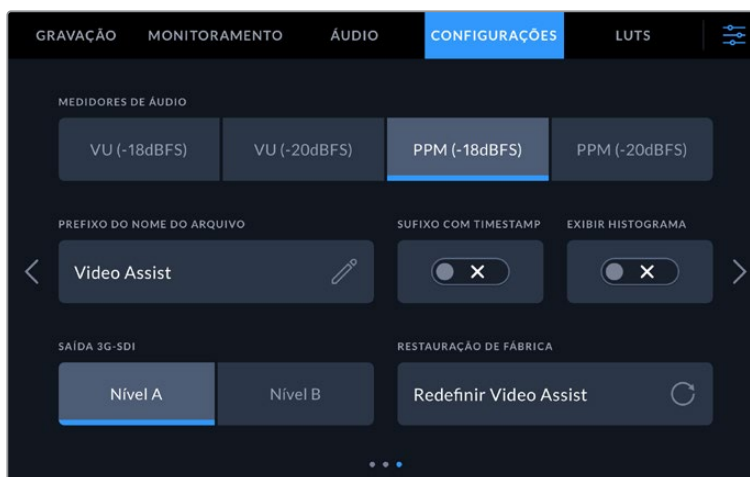 GRAVAÇÃO MONITORAMENTO ÁUDIO CONFIGURAÇÕES LUTS
MEDIDORES DE ÁUDIO
VU (-18dBFS) VU (-20dBFS) PPM (-18dBFS) PPM (-20dBFS)
PREFIXO DO NOME DO ARQUIVO SUFIXO COM TIMESTAMP EXIBIR HISTOGRAMA
Video Assist
SAÍDA 3G-SDI RESTAURAÇÃO DE FÁBRICA
Nível A Nível B Redefinir Video Assist